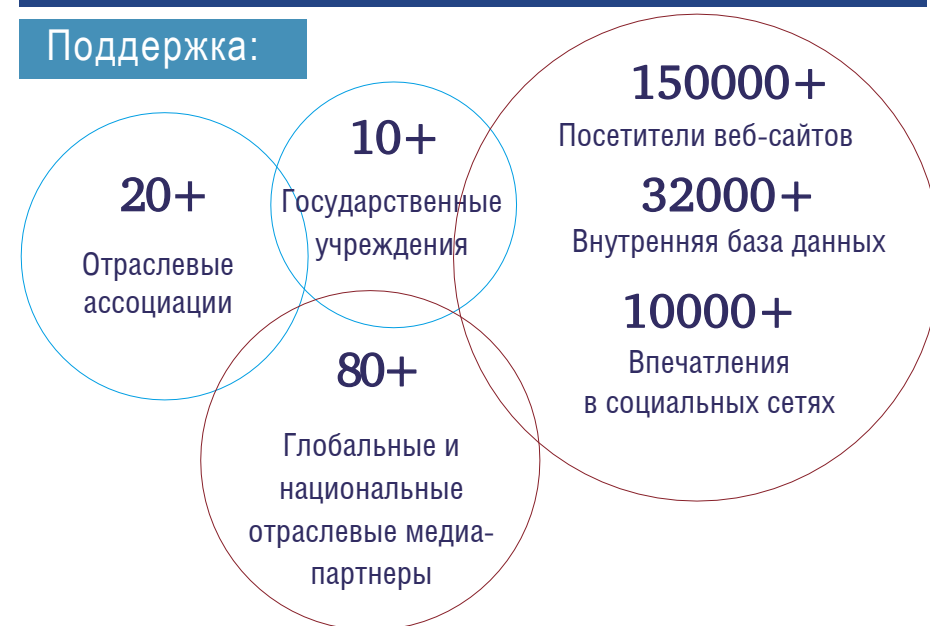 Поддержка:
20+
Отраслевые
ассоциации
10+
Государственные
учреждения
80+
Глобальные и
национальные
отраслевые медиа-
партнеры
150000+
Посетители веб-сайтов
32000+
Внутренняя база данных
10000+
Впечатления
в социальных сетях